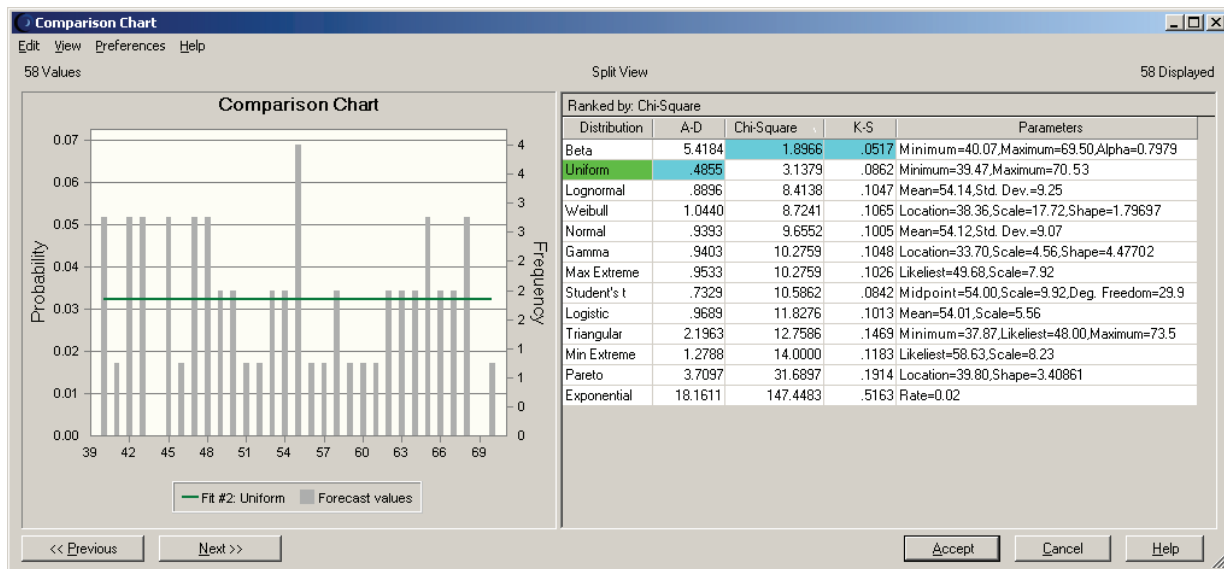 Comparison Chart
Edit View Preferences Help
58 Values Split View 58 Displayed
Comparison Chart
0.07
0.06
0.05
0.04
0.03
0.02
0.01
0.00
Probability
4
4
3
3
2
2
2
1
1
0
0
Frequency
39 42 45 48 51 54 57 60 63 66 69
Fit #2: Uniform Forecast values
Ranked by: Chi-Square
Distribution A-D Chi-Square K-S Parameters
Beta 5.4184 1.8966 .0517 Minimum=40.07,Maximum=69.50,Alpha=0.7979
Uniform .4855 3.1379 .0862 Minimum=39.47,Maximum=70.53
Lognormal .8896 8.4138 .1047 Mean=54.14,Std. Dev.=9.25
Weibull 1.0440 8.7241 .1065 Location=38.36,Scale=17.72,Shape=1.79697
Normal .9393 9.6552 .1005 Mean=54.12,Std. Dev.=9.07
Gamma .9403 10.2759 .1048 Location=33.70,Scale=4.56,Shape=4.47702
Max Extreme .9533 10.2759 .1026 Likeliest=49.68,Scale=7.92
Student's t .7329 10.5862 .0842 Midpoint=54.00,Scale=9.92,Deg. Freedom=29.9
Logistic .9689 11.8276 .1013 Mean=54.01,Scale=5.56
Triangular 2.1963 12.7586 .1469 Minimum=37.87,Likeliest=48.00,Maximum=73.5
Min Extreme 1.2788 14.0000 .1183 Likeliest=58.63,Scale=8.23
Pareto 3.7097 31.6897 .1914 Location=39.80,Shape=3.40861
Exponential 18.1611 147.4483 .5163 Rate=0.02
<< Previous Next >> Accept Cancel Help